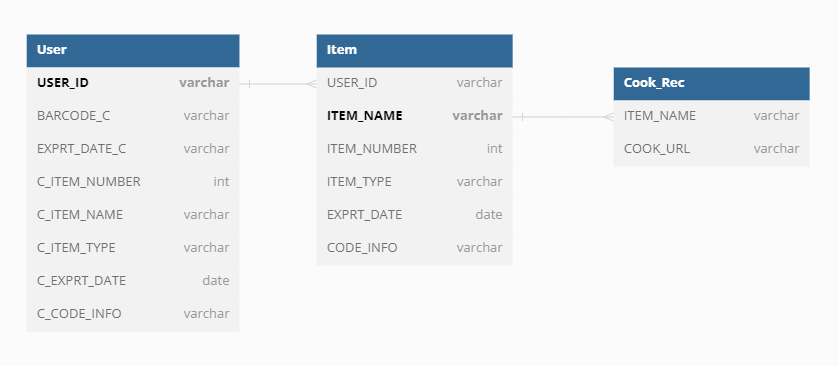 User
USER_ID varchar
BARCODE_C varchar
EXPRT_DATE_C varchar
C_ITEM_NUMBER int
C_ITEM_NAME varchar
C_ITEM_TYPE varchar
C_EXPRT_DATE date
C_CODE_INFO varchar
Item
USER_ID varchar
ITEM_NAME varchar
ITEM_NUMBER int
ITEM_TYPE varchar
EXPRT_DATE date
CODE_INFO varchar
Cook_Rec
ITEM_NAME varchar
COOK_URL varchar